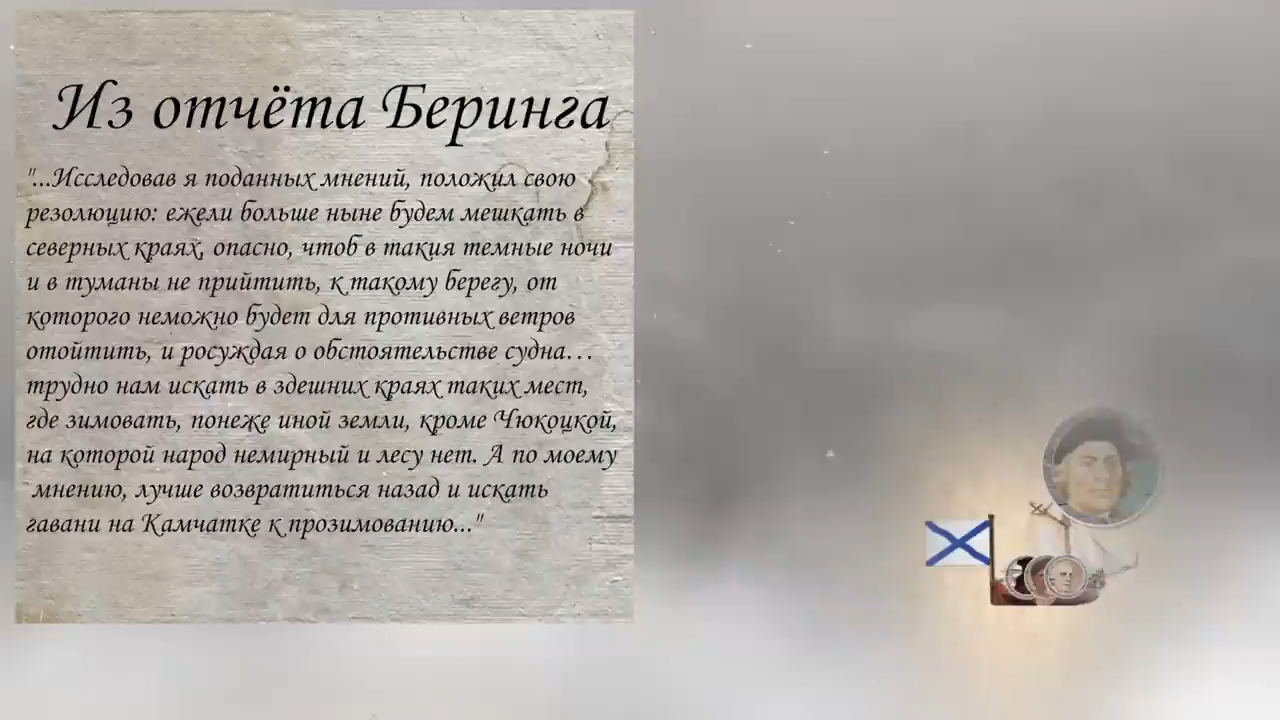 Из отчёта Беринга
"...Исследовав я поданных мнений, положил свою
резолюцию: ежели больше ныне будем мешкать в
северных краях, опасно, чтоб в такия темные ночи
и в туманы не прийтить, к такому берегу, от
которого неможно будет для противных ветров
отойтить, и росуждая о обстоятельстве судна...
трудно нам искать в здешних краях таких мест,
где зимовать, понеже иной земли, кроме Чюкоцкой,
на которой народ немирный и лесу нет. А по моему
мнению, лучше возвратиться назад и искать
гавани на Камчатке к прозимованию..."